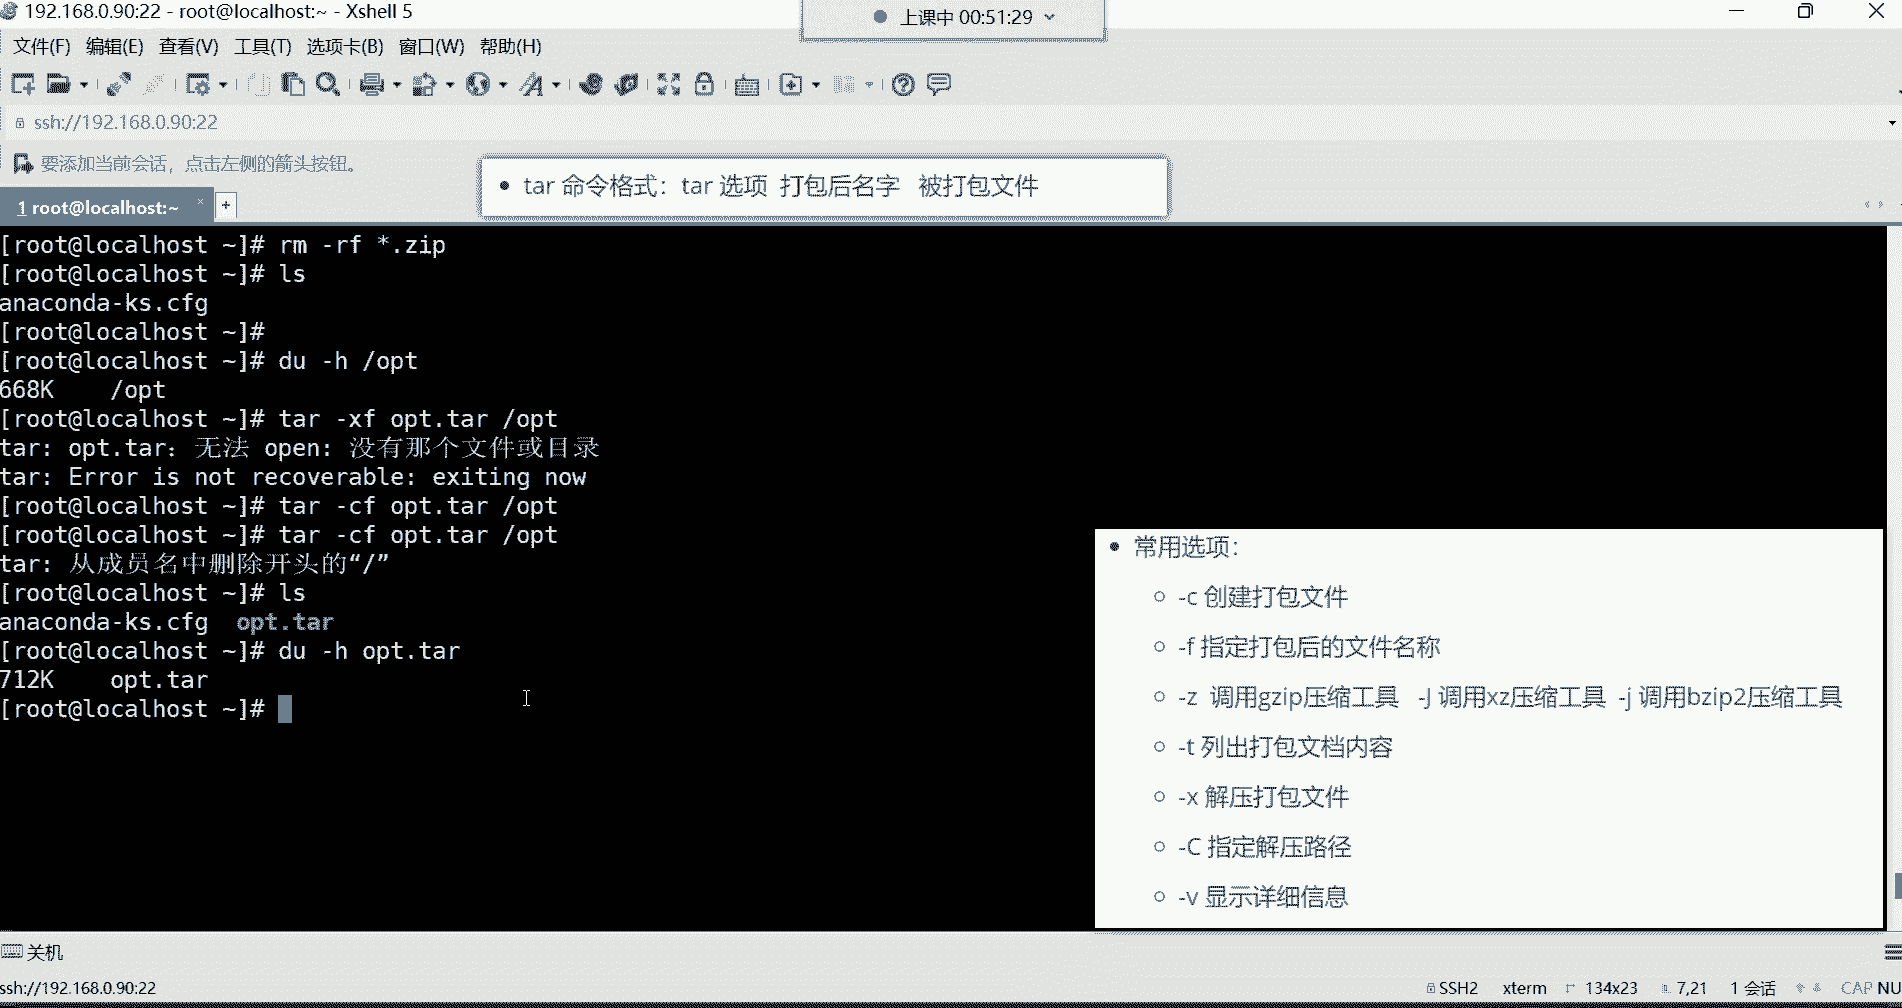 192.168.0.90:22 - root@localhost:~ - Xshell 5
上课中 00:51:29
文件(F) 编辑(E) 查看(V) 工具(T) 选项卡(B) 窗口(W) 帮助(H)
ssh://192.168.0.90:22
要添加当前会话，点击左侧的箭头按钮。
• tar 命令格式：tar 选项 打包后名字 被打包文件
1 root@localhost:~ × +
[root@localhost ~]# rm -rf *.zip
[root@localhost ~]# ls
anaconda-ks.cfg
[root@localhost ~]#
[root@localhost ~]# du -h /opt
668K /opt
[root@localhost ~]# tar -xf opt.tar /opt
tar: opt.tar：无法 open: 没有那个文件或目录
tar: Error is not recoverable: exiting now
[root@localhost ~]# tar -cf opt.tar /opt
[root@localhost ~]# tar -cf opt.tar /opt
tar: 从成员名中删除开头的“/”
[root@localhost ~]# ls
anaconda-ks.cfg opt.tar
[root@localhost ~]# du -h opt.tar
712K opt.tar
[root@localhost ~]#
• 常用选项：
○ -c 创建打包文件
○ -f 指定打包后的文件名称
○ -z 调用gzip压缩工具 -J 调用xz压缩工具 -j 调用bzip2压缩工具
○ -t 列出打包文档内容
○ -x 解压打包文件
○ -C 指定解压路径
○ -v 显示详细信息
关机
ssh://192.168.0.90:22 SSH2 xterm 134x23 7,21 1 会话 CAP NU